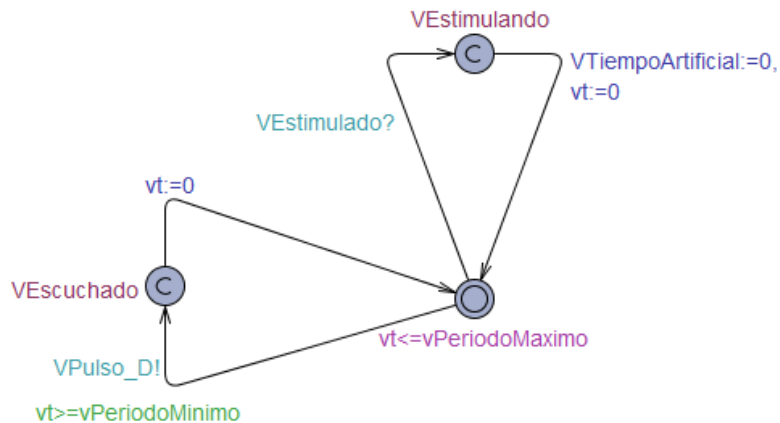 VEstimulando
VTiempoArtificial:=0,
vt:=0
VEstimulado?
vt:=0
VEscuchado
vt<=vPeriodoMaximo
VPulso_D!
vt>=vPeriodoMinimo